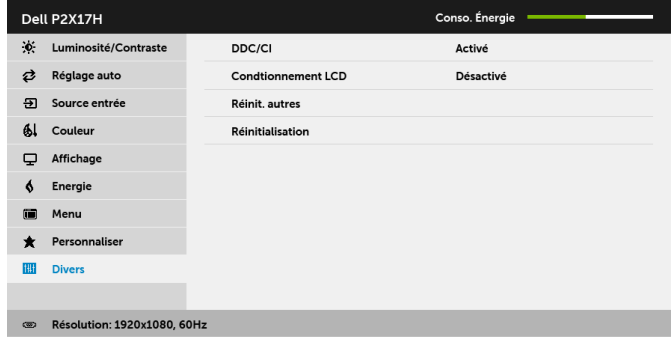 Dell P2X17H Conso. Énergie
Luminosité/Contraste DDC/CI Activé
Réglage auto Condtionnement LCD Désactivé
Source entrée Réinit. autres
Couleur Réinitialisation
Affichage
Energie
Menu
Personnaliser
Divers
Résolution: 1920x1080, 60Hz